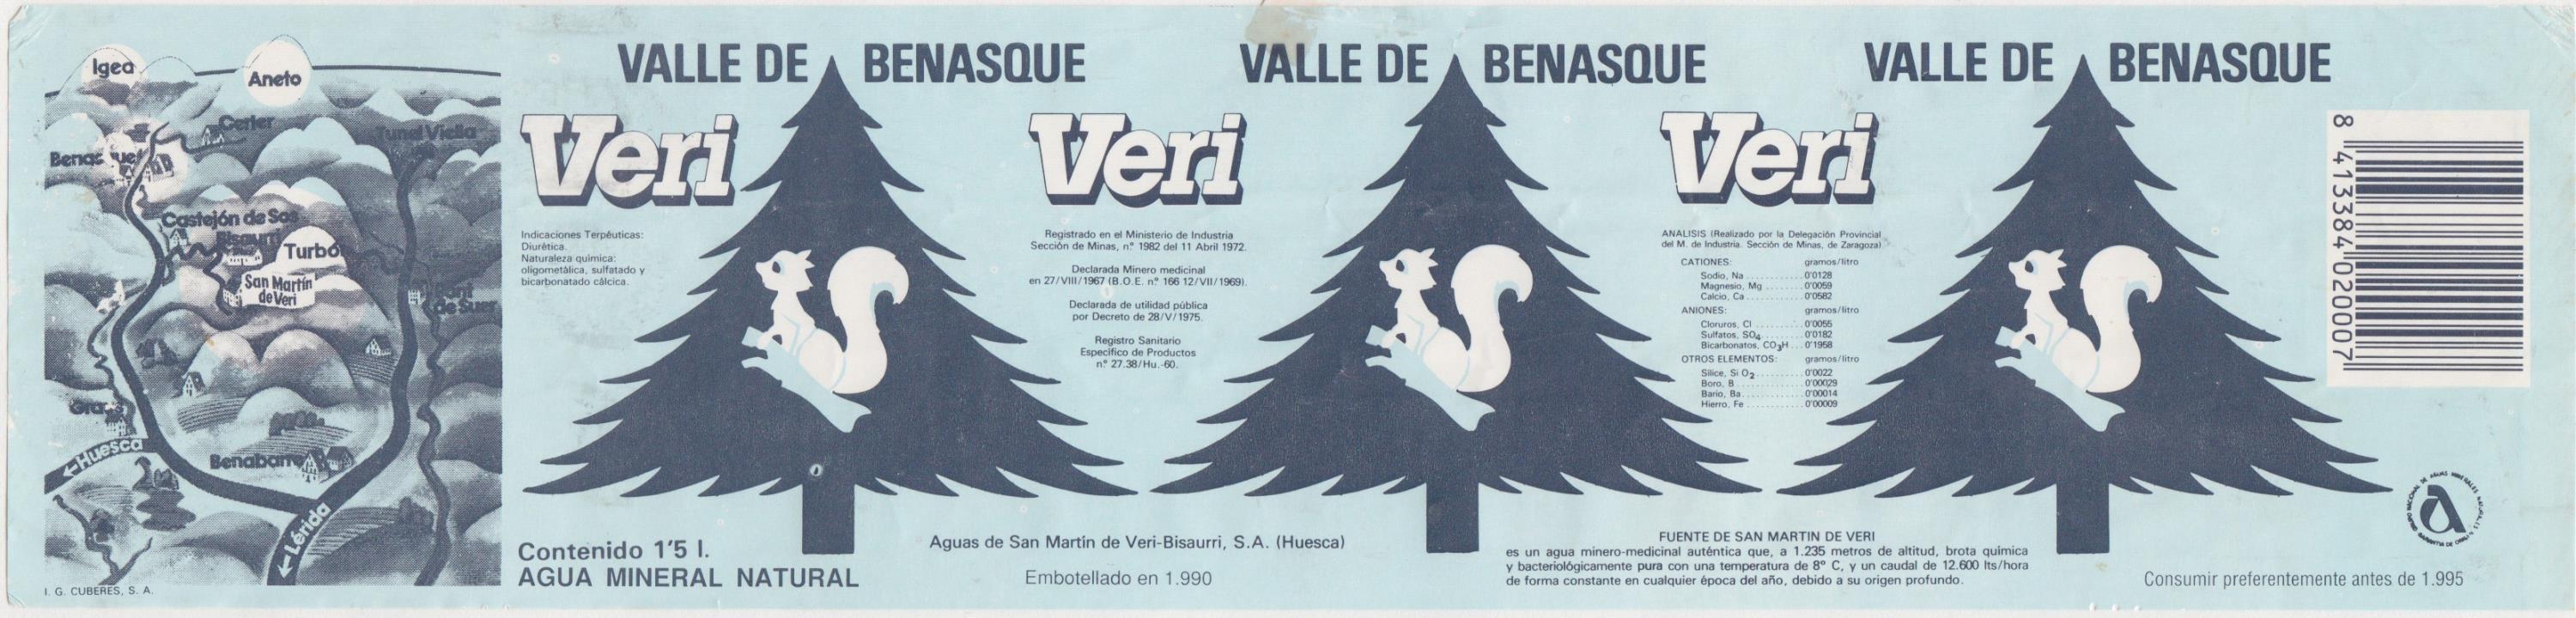 Igea
Aneto
Cerler
Tunel Viella
Benasque
Castejón de Sos
Bisaurri
Turbó
San Martín
de Veri
Pont
de Suer
Graus
←Huesca
Benabarre
←Lérida
I. G. CUBERES, S. A.
VALLE DE BENASQUE
Veri
Indicaciones Terpêuticas:
Diurética.
Naturaleza química:
oligometálica, sulfatado y
bicarbonatado cálcica.
Contenido 1'5 l.
AGUA MINERAL NATURAL
Veri
Registrado en el Ministerio de Industria
Sección de Minas, n.º 1982 del 11 Abril 1972.
Declarada Minero medicinal
en 27/VIII/1967 (B.O.E. n.º 166 12/VII/1969).
Declarada de utilidad pública
por Decreto de 28/V/1975.
Registro Sanitario
Especifico de Productos
n.º 27.38/Hu.-60.
Aguas de San Martín de Veri-Bisaurri, S.A. (Huesca)
Embotellado en 1.990
VALLE DE BENASQUE
Veri
ANALISIS (Realizado por la Delegación Provincial
del M. de Industria. Sección de Minas, de Zaragoza)
CATIONES: gramos/litro
Sodio, Na ........... 0'0128
Magnesio, Mg ....... 0'0059
Calcio, Ca ........... 0'0582
ANIONES: gramos/litro
Cloruros, Cl ......... 0'0055
Sulfatos, SO4 ........ 0'0182
Bicarbonatos, CO3H ... 0'1958
OTROS ELEMENTOS: gramos/litro
Silice, Si O2 ......... 0'0022
Boro, B ............ 0'00029
Bario, Ba ............ 0'00014
Hierro, Fe ........... 0'00009
FUENTE DE SAN MARTIN DE VERI
es un agua minero-medicinal auténtica que, a 1.235 metros de altitud, brota química
y bacteriológicamente pura con una temperatura de 8º C, y un caudal de 12.600 lts/hora
de forma constante en cualquier época del año, debido a su origen profundo.
VALLE DE BENASQUE
8 413384 020007
Consumir preferentemente antes de 1.995